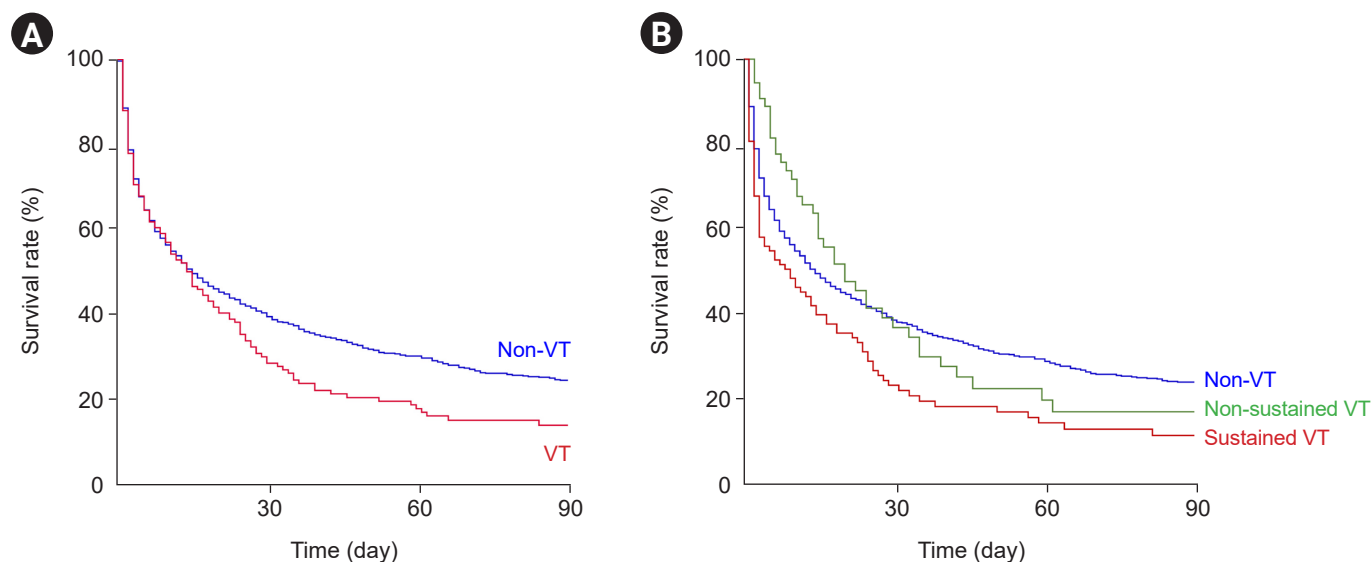 A
100
80
60
40
20
0
Survival rate (%)
Non-VT
VT
30
60
90
Time (day)
B
100
80
60
40
20
0
Survival rate (%)
Non-VT
Non-sustained VT
Sustained VT
30
60
90
Time (day)